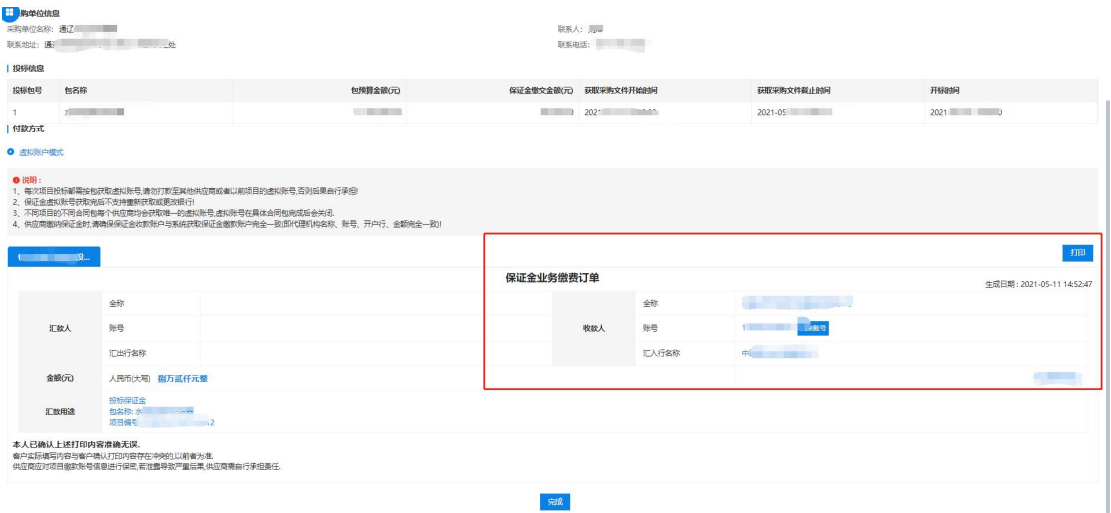 购单位信息
采购单位名称: 通辽
联系人:
联系地址: 处
联系电话:
投标信息
投标包号 包名称 包预算金额(元) 保证金缴交金额(元) 获取采购文件开始时间 获取采购文件截止时间 开标时间
1 2021 2021-05 2021
付款方式
虚拟账户模式
说明:
1、每次项目投标都需按包获取虚拟账号,请勿打款至其他供应商或者以前项目的虚拟账号,否则后果自行承担!
2、保证金虚拟账号获取完后不支持重新获取或更改银行!
3、不同项目的不同合同包每个供应商均会获取唯一的虚拟账号,虚拟账号在具体合同包完成后会关闭.
4、供应商缴纳保证金时,请确保保证金收款账户与系统获取保证金缴款账户完全一致(即代理机构名称、账号、开户行、金额完全一致)!
打印
保证金业务缴费订单
生成日期:2021-05-11 14:52:47
汇款人 全称 收款人 全称
账号 账号 1 账号
汇出行名称 汇入行名称 中
金额(元) 人民币(大写) 捌万贰仟元整
汇款用途 投标保证金
包名称: 水
项目编号 2
本人已确认上述打印内容准确无误.
客户实际填写内容与客户确认打印内容存在冲突的,以前者为准.
供应商应对项目缴款账号信息进行保密,若泄露导致严重后果,供应商需自行承担责任.
完成